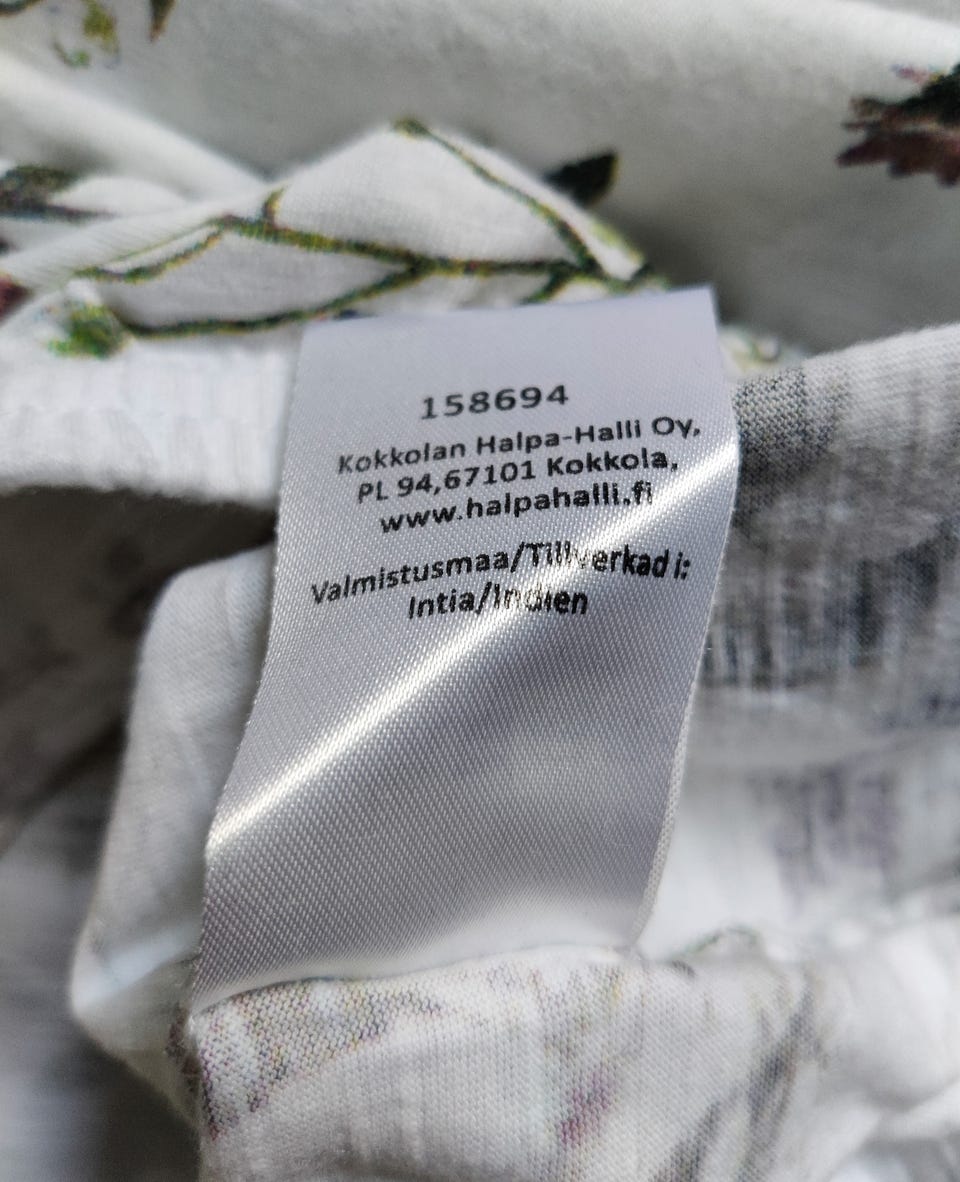 158694
Kokkolan Halpa-Halli Oy,
PL 94,67101 Kokkola,
www.halpahalli.fi
Valmistusmaa/Tillverkad i:
Intia/Indien